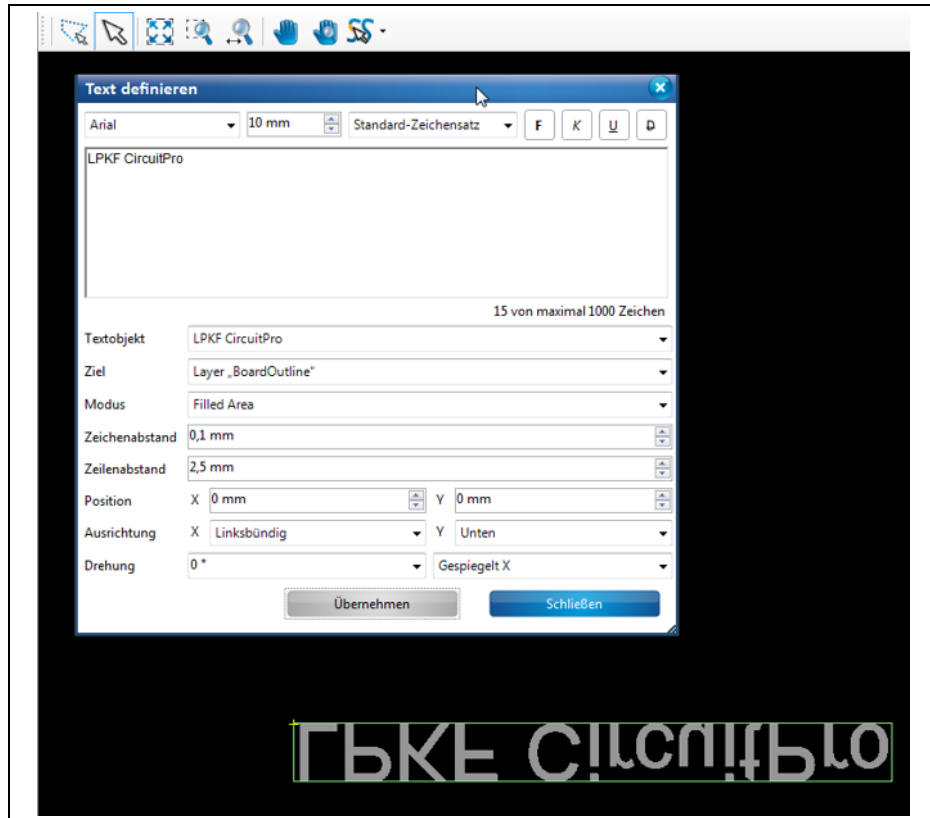 Text definieren
Arial 10 mm Standard-Zeichensatz F K U D
LPKF CircuitPro
15 von maximal 1000 Zeichen
Textobjekt LPKF CircuitPro
Ziel Layer „BoardOutline“
Modus Filled Area
Zeichenabstand 0,1 mm
Zeilenabstand 2,5 mm
Position X 0 mm Y 0 mm
Ausrichtung X Linksbündig Y Unten
Drehung 0 ° Gespiegelt X
Übernehmen Schließen
LPKF CircuitPro